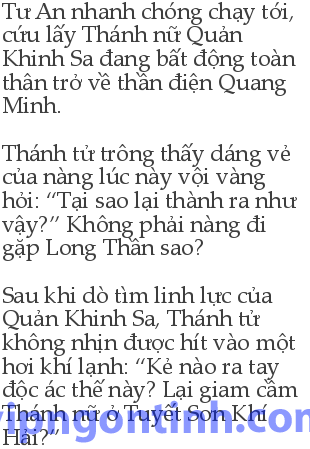 Tư An nhanh chóng chạy tới,
cứu lấy Thánh nữ Quản
Khinh Sa đang bất động toàn
thân trở về thần điện Quang
Minh.
Thánh tử trông thấy dáng vẻ
của nàng lúc này vội vàng
hỏi: “Tại sao lại thành ra như
vậy?” Không phải nàng đi
gặp Long Thần sao?
Sau khi dò tìm linh lực của
Quản Khinh Sa, Thánh tử
không nhịn được hít vào một
hơi khí lạnh: “Kẻ nào ra tay
độc ác thế này? Lại giam cầm
Thánh nữ ở Tuyết Sơn Khí
Hải?”